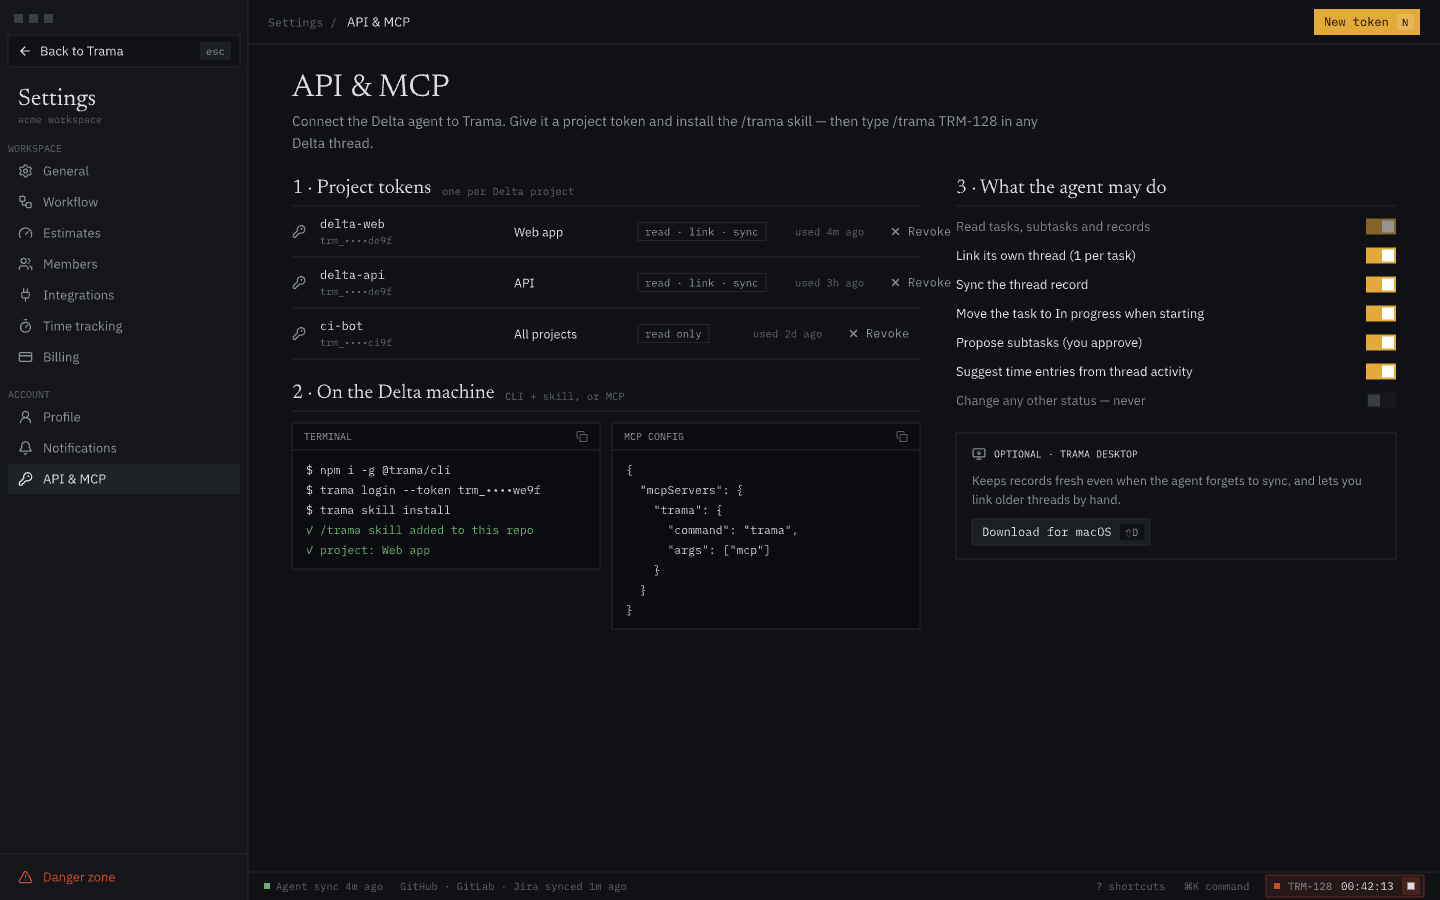 Back to Trama esc
Settings
acme workspace
WORKSPACE
General
Workflow
Estimates
Members
Integrations
Time tracking
Billing
ACCOUNT
Profile
Notifications
API & MCP
Danger zone
Settings / API & MCP
New token N
API & MCP
Connect the Delta agent to Trama. Give it a project token and install the /trama skill — then type /trama TRM-128 in any
Delta thread.
1 · Project tokens one per Delta project
delta-web
trm_••••de9f
Web app
read · link · sync
used 4m ago
Revoke
delta-api
trm_••••de9f
API
read · link · sync
used 3h ago
Revoke
ci-bot
trm_••••ci9f
All projects
read only
used 2d ago
Revoke
2 · On the Delta machine CLI + skill, or MCP
TERMINAL
$ npm i -g @trama/cli
$ trama login --token trm_••••we9f
$ trama skill install
✓ /trama skill added to this repo
✓ project: Web app
MCP CONFIG
{
"mcpServers": {
"trama": {
"command": "trama",
"args": ["mcp"]
}
}
}
3 · What the agent may do
Read tasks, subtasks and records
Link its own thread (1 per task)
Sync the thread record
Move the task to In progress when starting
Propose subtasks (you approve)
Suggest time entries from thread activity
Change any other status — never
OPTIONAL · TRAMA DESKTOP
Keeps records fresh even when the agent forgets to sync, and lets you
link older threads by hand.
Download for macOS ⇧D
Agent sync 4m ago GitHub · GitLab · Jira synced 1m ago
? shortcuts ⌘K command TRM-128 00:42:13